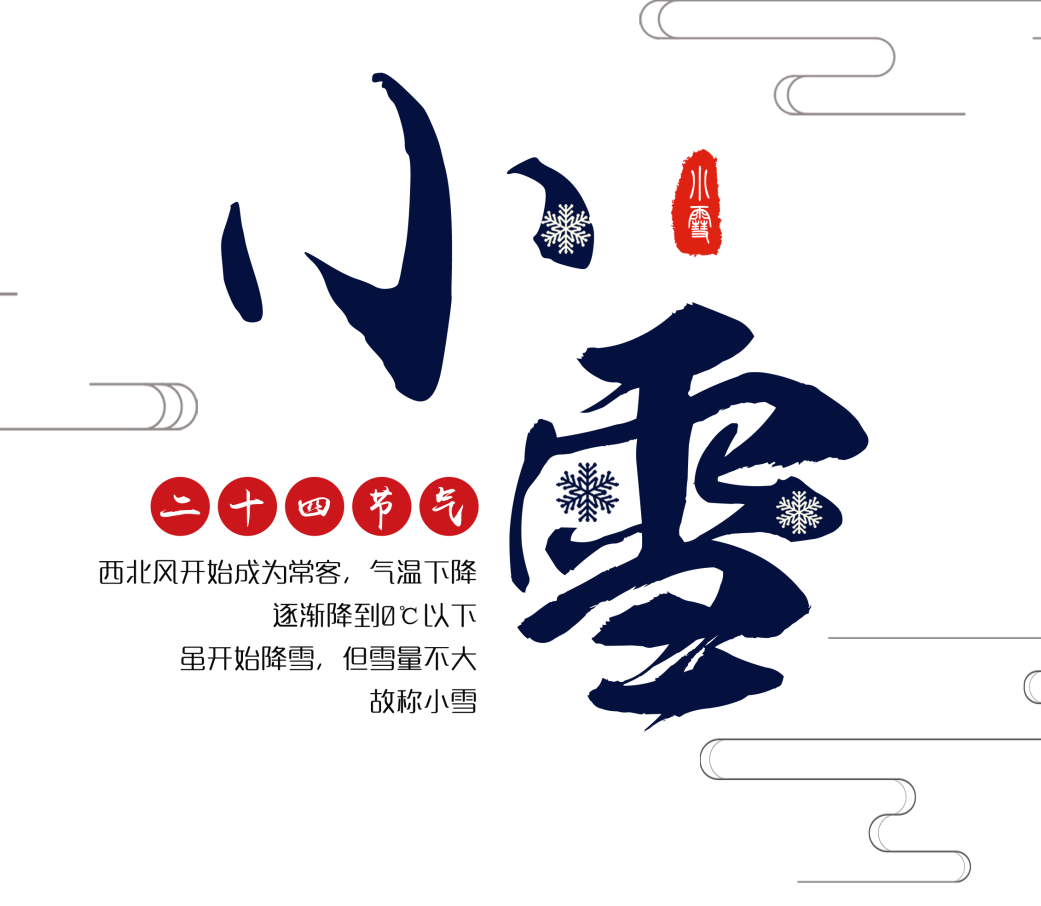 小雪
小雪
二十四节气
西北风开始成为常客，气温下降
逐渐降到0℃以下
虽开始降雪，但雪量不大
故称小雪